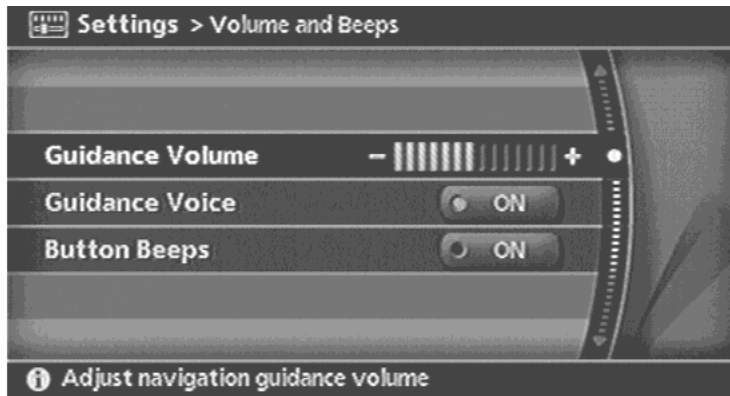 Settings > Volume and Beeps
Guidance Volume - +
Guidance Voice ON
Button Beeps ON
Adjust navigation guidance volume